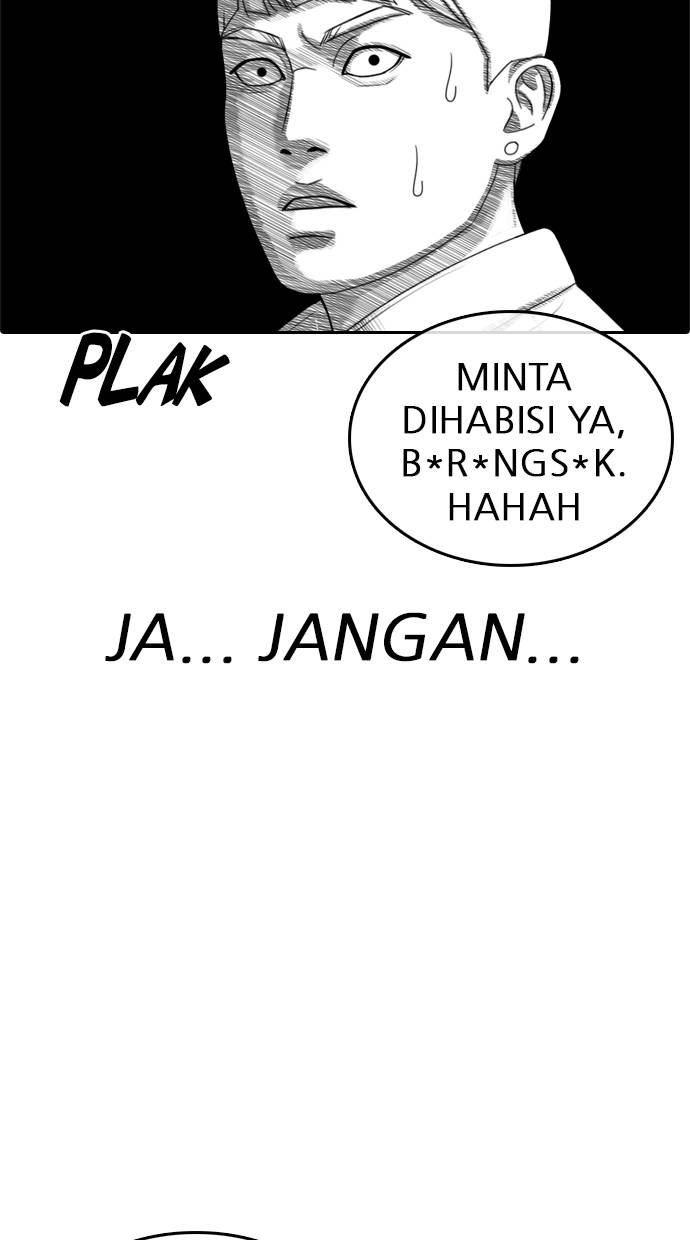 PLAK
MINTA
DIHABISI YA,
B*R*NGS*K.
HAHAH
JA... JANGAN...